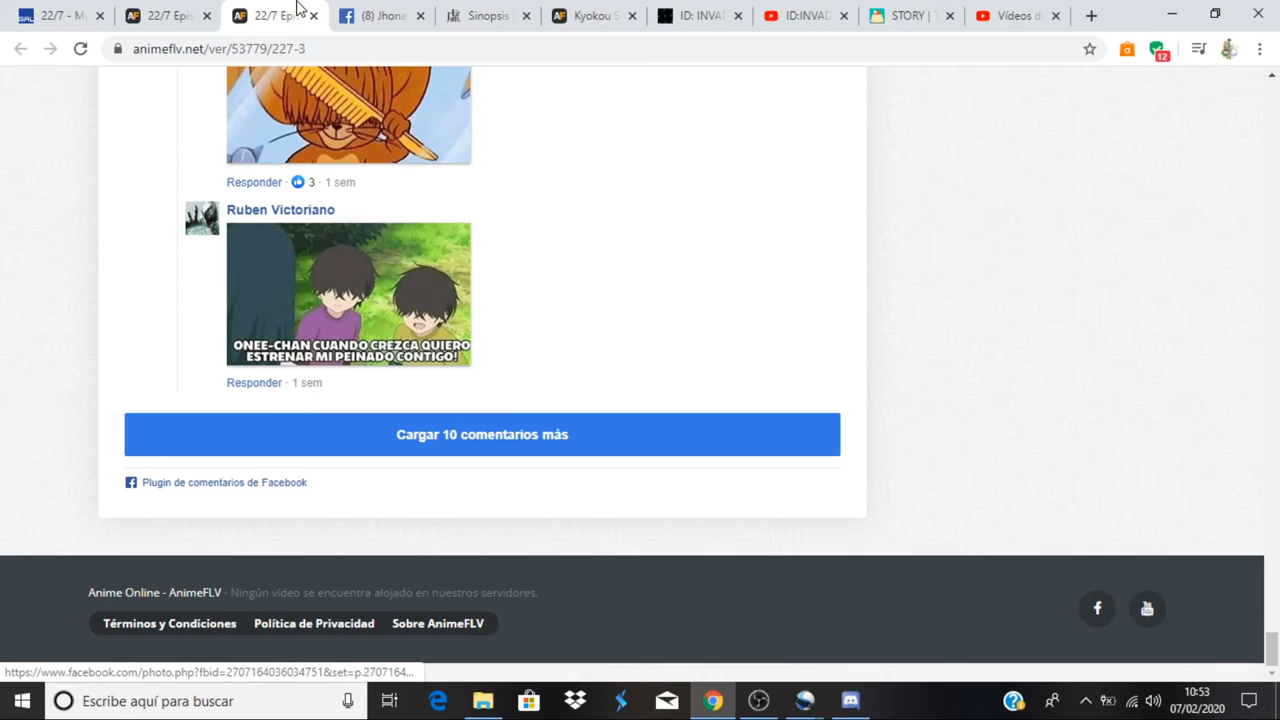 22/7 - My
22/7 Epis
22/7 Epi
(8) Jhona
Sinopsis
Kyokou S
ID: INVAD
ID:INVAD
STORY | T
Vídeos d
animeflv.net/ver/53779/227-3
12
Responder · 3 · 1 sem
Ruben Victoriano
ONEE-CHAN CUANDO CREZCA QUIERO
ESTRENAR MI PEINADO CONTIGO!
Responder · 1 sem
Cargar 10 comentarios más
Plugin de comentarios de Facebook
Anime Online - AnimeFLV - Ningún vídeo se encuentra alojado en nuestros servidores.
Términos y Condiciones
Política de Privacidad
Sobre AnimeFLV
https://www.facebook.com/photo.php?fbid=2707164036034751&set=p.2707164...
Escribe aquí para buscar
10:53
07/02/2020